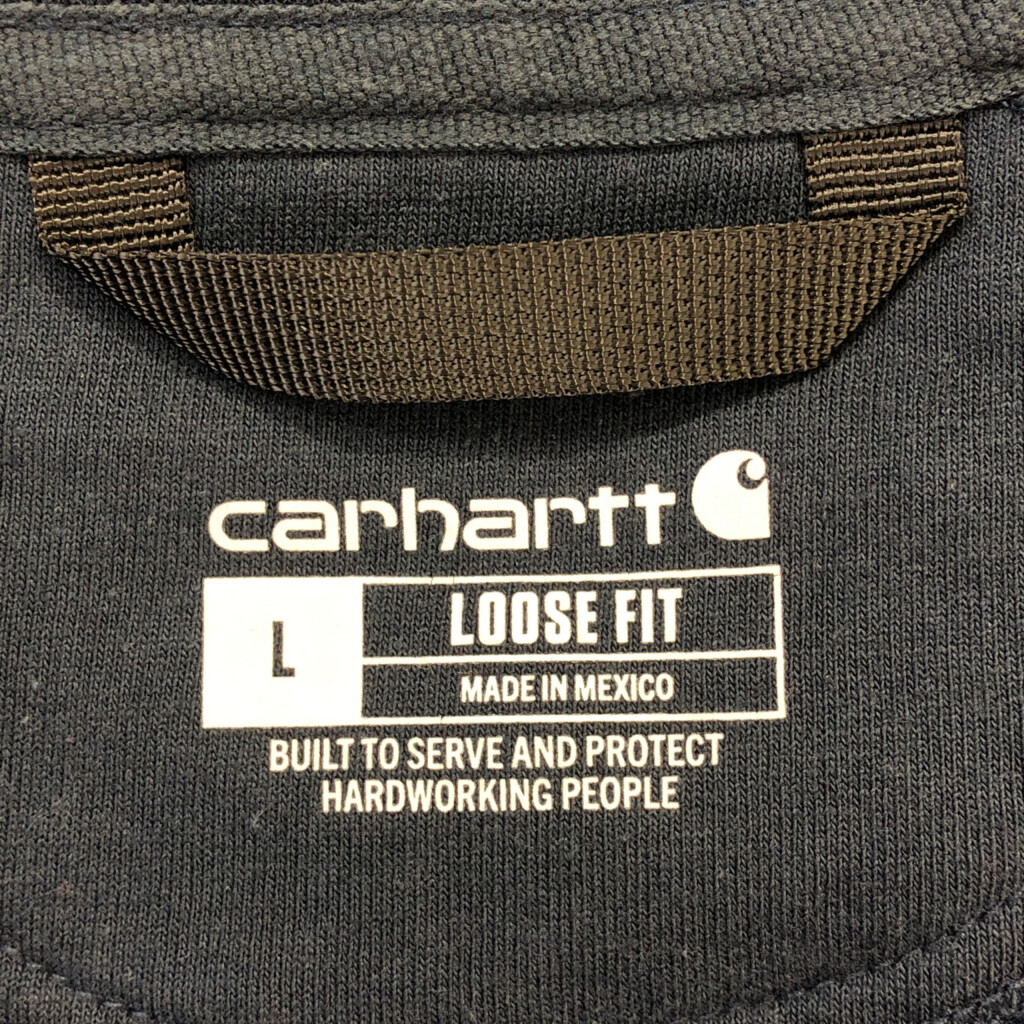 carhartt
L
LOOSE FIT
MADE IN MEXICO
BUILT TO SERVE AND PROTECT
HARDWORKING PEOPLE